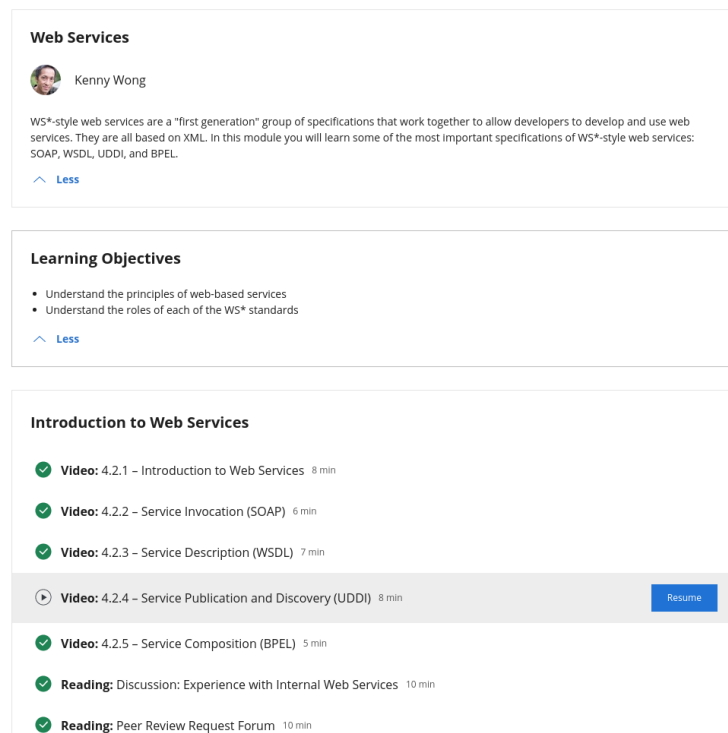 Web Services
Kenny Wong
WS*-style web services are a "first generation" group of specifications that work together to allow developers to develop and use web
services. They are all based on XML. In this module you will learn some of the most important specifications of WS*-style web services:
SOAP, WSDL, UDDI, and BPEL.
Less
Learning Objectives
Understand the principles of web-based services
Understand the roles of each of the WS* standards
Less
Introduction to Web Services
Video: 4.2.1 – Introduction to Web Services 8 min
Video: 4.2.2 – Service Invocation (SOAP) 6 min
Video: 4.2.3 – Service Description (WSDL) 7 min
Video: 4.2.4 – Service Publication and Discovery (UDDI) 8 min Resume
Video: 4.2.5 – Service Composition (BPEL) 5 min
Reading: Discussion: Experience with Internal Web Services 10 min
Reading: Peer Review Request Forum 10 min